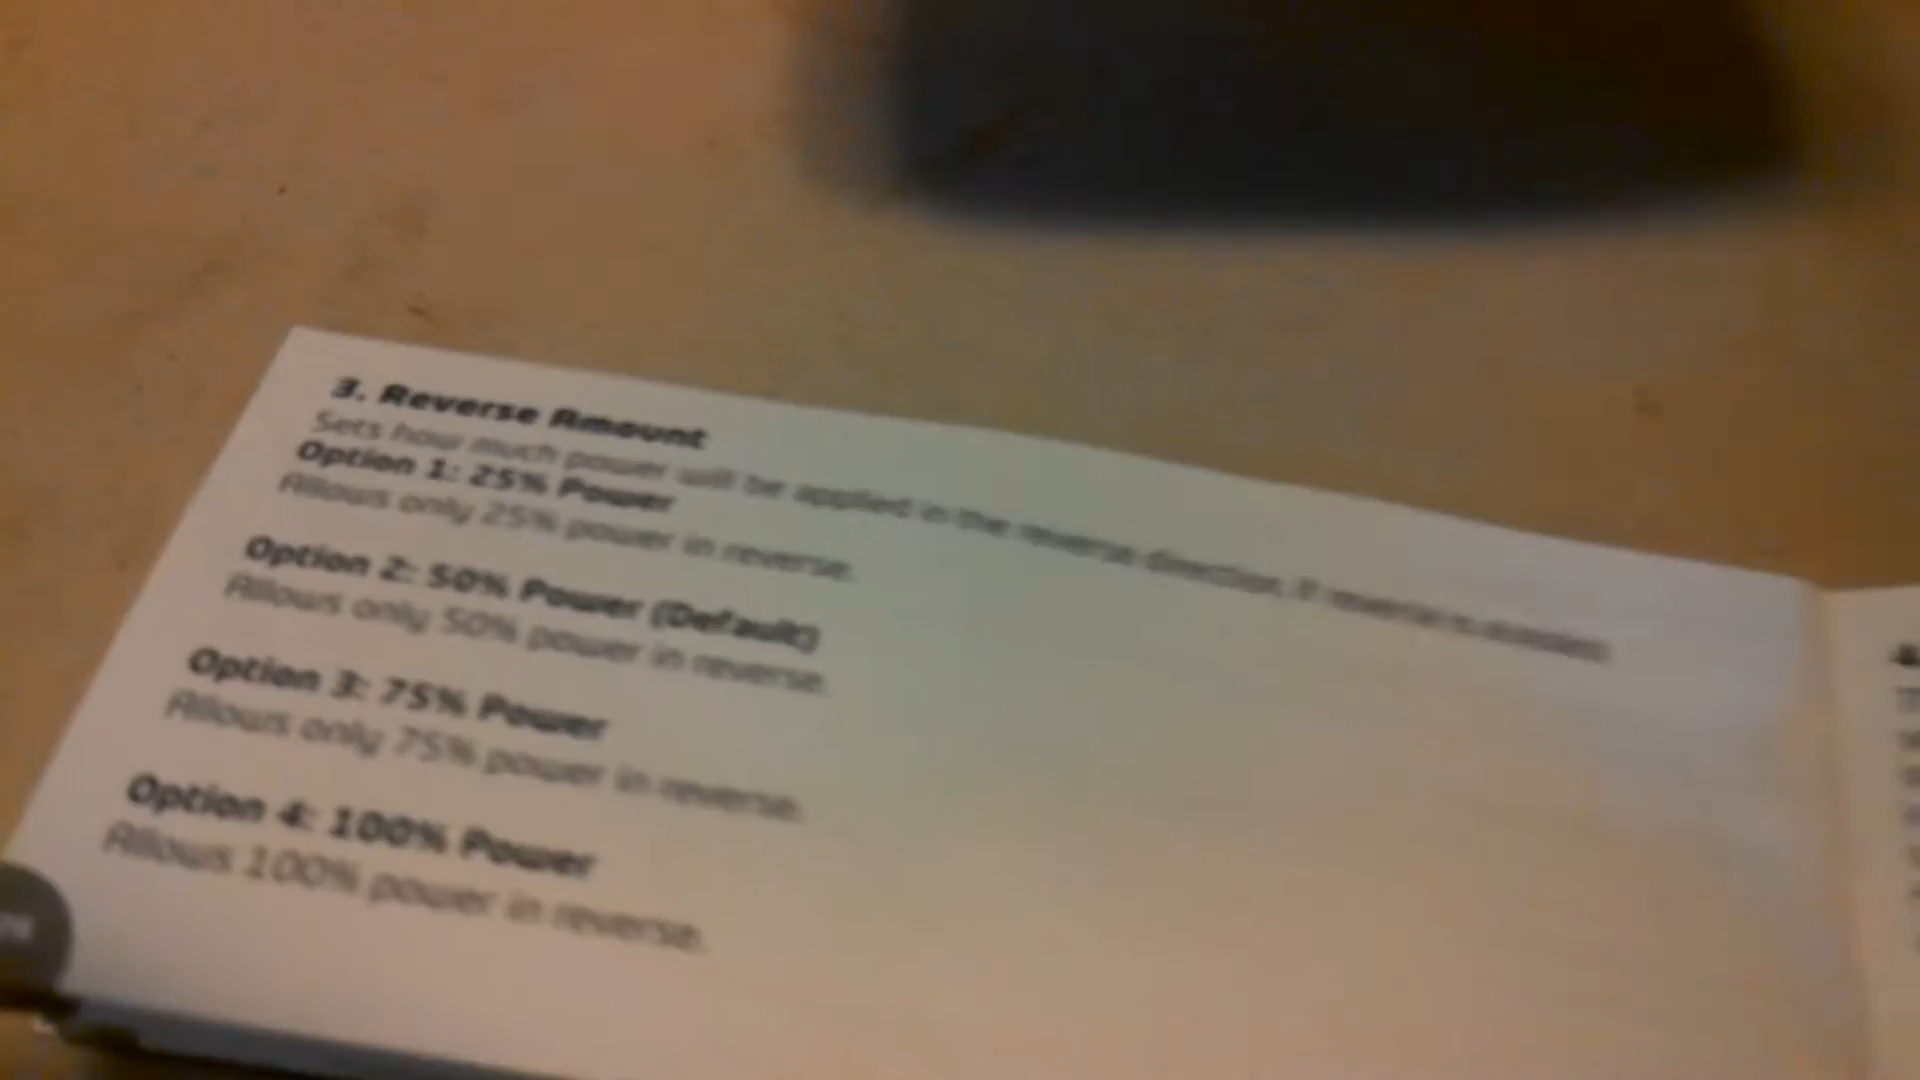 3. Reverse Amount
Sets how much power will be applied in the reverse direction, if reverse is
Option 1: 25% Power
Allows only 25% power in reverse.
Option 2: 50% Power (Default)
Allows only 50% power in reverse.
Option 3: 75% Power
Allows only 75% power in reverse.
Option 4: 100% Power
Allows 100% power in reverse.